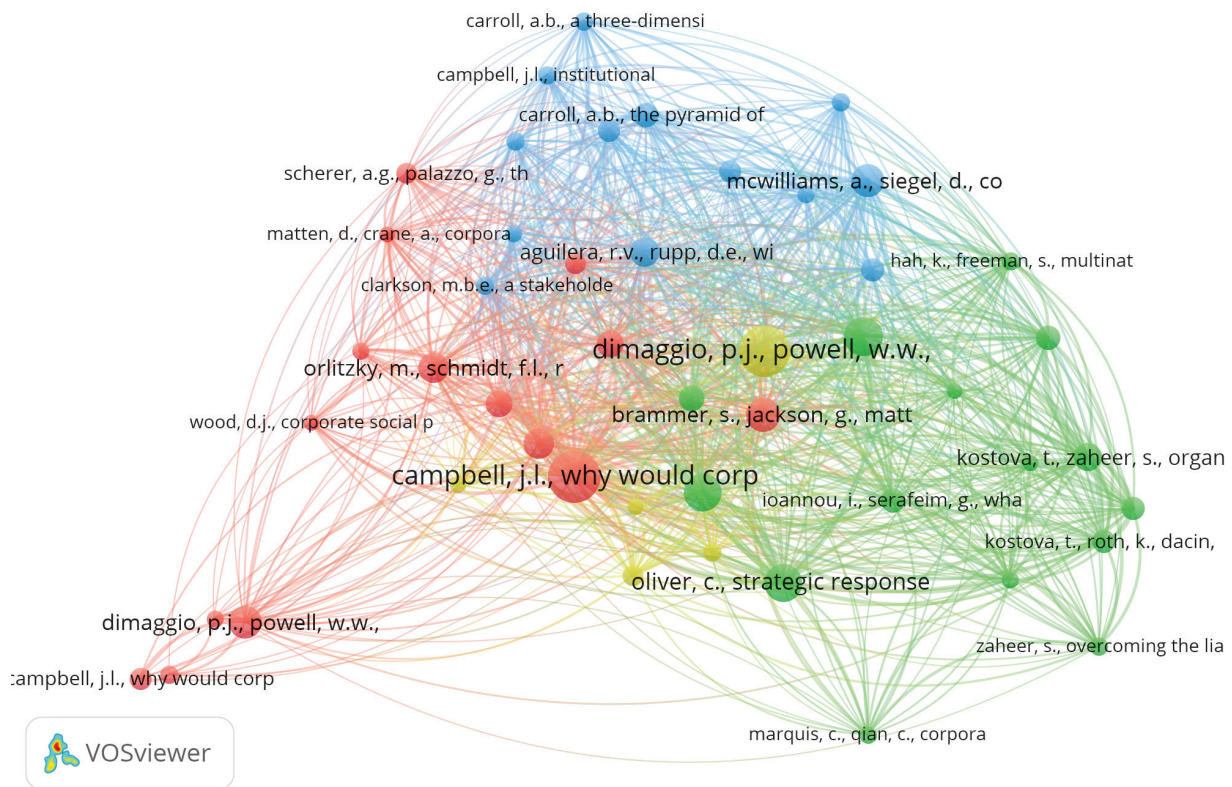 carroll, a.b., a three-dimensi
campbell, j.l., institutional
carroll, a.b., the pyramid of
scherer, a.g., palazzo, g., th
mcwilliams, a., siegel, d., co
matten, d., crane, a., corpora
aguilera, r.v., rupp, d.e., wi
hah, k., freeman, s., multinat
clarkson, m.b.e., a stakeholde
dimaggio, p.j., powell, w.w.,
orlitzky, m., schmidt, f.l., r
brammer, s., jackson, g., matt
wood, d.j., corporate social p
kostova, t., zaheer, s., organ
campbell, j.l., why would corp
ioannou, i., serafeim, g., wha
kostova, t., roth, k., dacin,
oliver, c., strategic response
dimaggio, p.j., powell, w.w.,
zaheer, s., overcoming the lia
campbell, j.l., why would corp
marquis, c., qian, c., corpora
VOSviewer